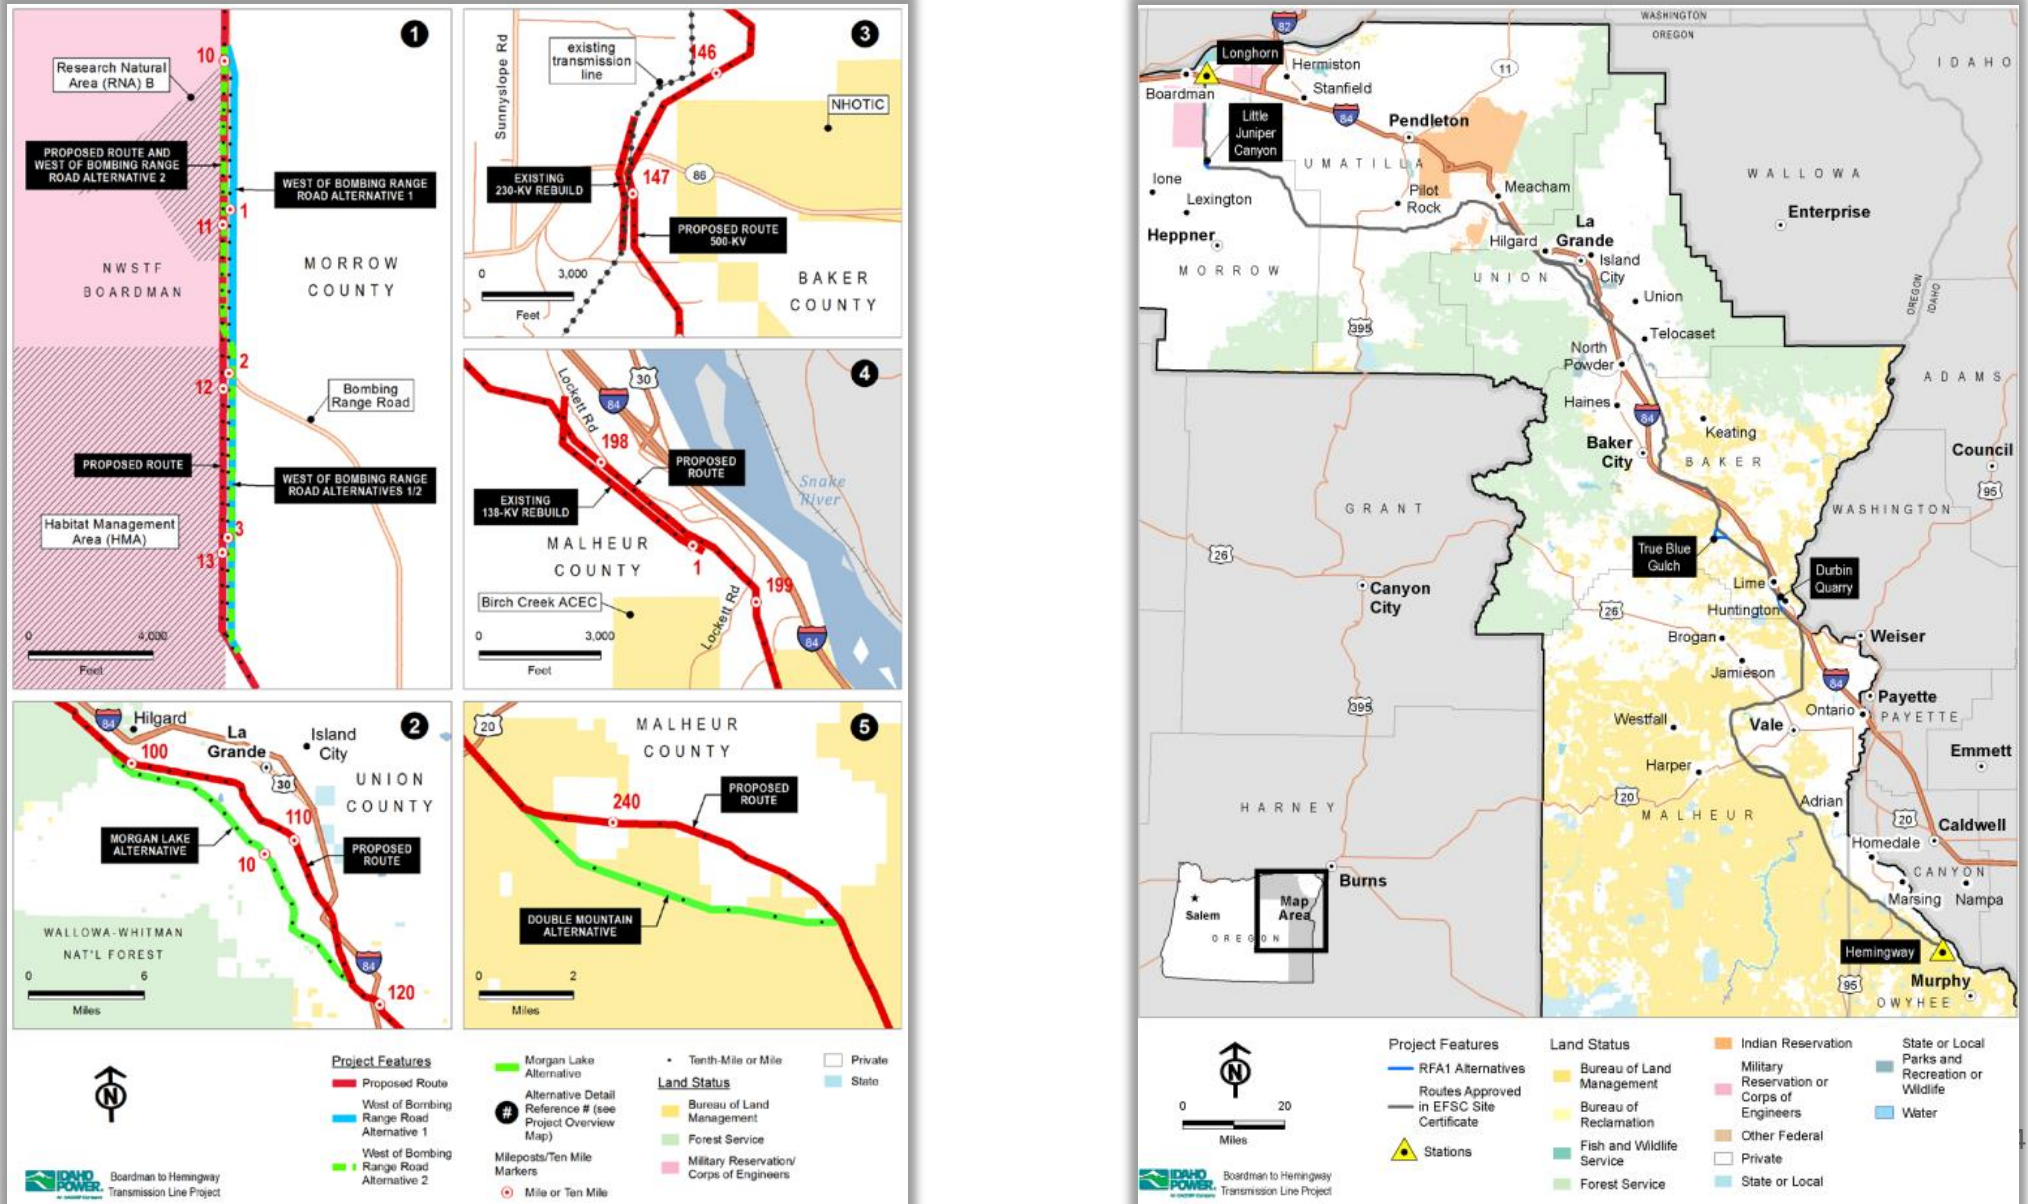 1
10
Research Natural
Area (RNA) B
PROPOSED ROUTE AND
WEST OF BOMBING RANGE
ROAD ALTERNATIVE 2
WEST OF BOMBING RANGE
ROAD ALTERNATIVE 1
1
11
NWSTF
BOARDMAN
MORROW
COUNTY
2
12
Bombing
Range Road
PROPOSED ROUTE
WEST OF BOMBING RANGE
ROAD ALTERNATIVES 1/2
Habitat Management
Area (HMA)
3
13
0 4,000
Feet
3
Sunnyslope Rd
existing
transmission
line
146
NHOTIC
EXISTING
230-KV REBUILD
147
86
PROPOSED ROUTE
500-KV
0 3,000
Feet
BAKER
COUNTY
4
Lockett Rd
30
84
198
PROPOSED
ROUTE
Snake
River
EXISTING
138-KV REBUILD
MALHEUR
COUNTY
1
199
Birch Creek ACEC
Lockett Rd
84
0 3,000
Feet
2
84
Hilgard
La
Grande
Island
City
100
30
UNION
COUNTY
110
MORGAN LAKE
ALTERNATIVE
10
PROPOSED
ROUTE
WALLOWA-WHITMAN
NAT'L FOREST
84
0 6
Miles
120
5
20
MALHEUR
COUNTY
240
PROPOSED
ROUTE
DOUBLE MOUNTAIN
ALTERNATIVE
0 2
Miles
N
Project Features
Proposed Route
West of Bombing
Range Road
Alternative 1
West of Bombing
Range Road
Alternative 2
Morgan Lake
Alternative
#
Alternative Detail
Reference # (see
Project Overview
Map)
Mileposts/Ten Mile
Markers
Mile or Ten Mile
Tenth-Mile or Mile
Land Status
Bureau of Land
Management
Forest Service
Military Reservation/
Corps of Engineers
Private
State
IDAHO
POWER.
An IDACORP Company
Boardman to Hemingway
Transmission Line Project
WASHINGTON
OREGON
82
Longhorn
Hermiston
11
IDAHO
Boardman
Stanfield
84
Pendleton
Little
Juniper
Canyon
UMATILLA
WALLOWA
Ione
Lexington
Pilot
Rock
Meacham
Enterprise
Heppner
MORROW
Hilgard
La
Grande
Island
City
UNION
Union
OREGON
IDAHO
395
Telocaset
North
Powder
ADAMS
Haines
84
Keating
Baker
City
BAKER
Council
95
GRANT
WASHINGTON
26
True Blue
Gulch
Durbin
Quarry
Lime
Canyon
City
26
Huntington
Brogan
Weiser
Jamieson
84
Payette
395
Westfall
Vale
Ontario
PAYETTE
Emmett
Harper
20
HARNEY
MALHEUR
Adrian
20
Caldwell
Homedale
CANYON
Burns
Marsing
Nampa
Salem
Map
Area
OREGON
Hemingway
95
Murphy
OWYHEE
N
0 20
Miles
Project Features
RFA1 Alternatives
Routes Approved
in EFSC Site
Certificate
Stations
Land Status
Bureau of Land
Management
Bureau of
Reclamation
Fish and Wildlife
Service
Forest Service
Indian Reservation
Military
Reservation or
Corps of
Engineers
Other Federal
Private
State or Local
State or Local
Parks and
Recreation or
Wildlife
Water
IDAHO
POWER.
An IDACORP Company
Boardman to Hemingway
Transmission Line Project